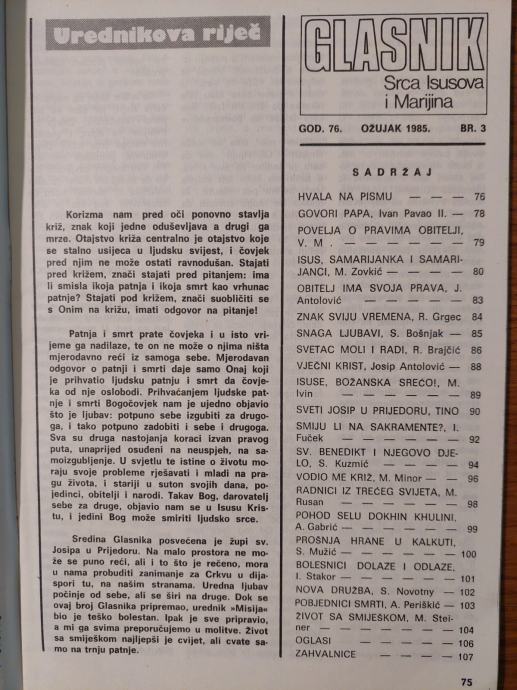 Urednikova riječ
Korizma nam pred oči ponovno stavlja
križ, znak koji jedne oduševljava a drugi ga
mrze. Otajstvo križa centralno je otajstvo koje
se stalno usijeca u ljudsku svijest, i čovjek
pred njim ne može ostati ravnodušan. Stajati
pred križem, znači stajati pred pitanjem: ima
li smisla ikoja patnja i ikoja smrt kao vrhunac
patnje? Stajati pod križem, znači suobličiti se
s Onim na križu, imati odgovor na pitanje!
Patnja i smrt prate čovjeka i u isto vri-
jeme ga nadilaze, te on ne može o njima ništa
mjerodavno reći iz samoga sebe. Mjerodavan
odgovor o patnji i smrti daje samo Onaj koji
je prihvatio ljudsku patnju i smrt da čovje-
ka od nje oslobodi. Prihvaćanjem ljudske pat-
nje i smrti Bogočovjek nam je ujedno objavio
što je ljubav: potpuno sebe izgubiti za drugo-
ga, i tako potpuno zadobiti i sebe i drugoga.
Sva su druga nastojanja koraci izvan pravog
puta, unaprijed osuđeni na neuspjeh, na sa-
moizgubljenje. U svjetlu te istine o životu mo-
raju svoje probleme rješavati i mladi na pra-
gu života, i stariji u suton svojih dana, po-
jedinci, obitelji i narodi. Takav Bog, darovatelj
sebe za druge, objavio nam se u Isusu Kris-
tu, i jedini Bog može smiriti ljudsko srce.
Sredina Glasnika posvećena je župi sv.
Josipa u Prijedoru. Na malo prostora ne mo-
že se puno reći, ali i to što je rečeno, mora
u nama probuditi zanimanje za Crkvu u dija-
spori tu, na našim stranama. Uredna ljubav
počinje od sebe, ali se širi na druge. Dok se
ovaj broj Glasnika pripremao, urednik »Misija«
bio je teško bolestan. Ipak je sve pripravio,
a mi ga svima preporučujemo u molitve. Život
sa smiješkom najljepši je cvijet, ali cvate sa-
mo na trnju patnje.
GLASNIK
Srca Isusova
i Marijina
GOD. 76. OŽUJAK 1985. BR. 3
SADRŽAJ
HVALA NA PISMU — — — 76
GOVORI PAPA, Ivan Pavao II. — 78
POVELJA O PRAVIMA OBITELJI,
V. M. — — — — — — 79
ISUS, SAMARIJANKA I SAMARI-
JANCI, M. Zovkić — — — — 80
OBITELJ IMA SVOJA PRAVA, J.
Antolović — — — — — 83
ZNAK SVIJU VREMENA, R. Grgec 84
SNAGA LJUBAVI, S. Bošnjak — 85
SVETAC MOLI I RADI, R. Brajčić 86
VJEČNI KRIST, Josip Antolović — 88
ISUSE, BOŽANSKA SREĆO!, M.
Ivin — — — — — — 89
SVETI JOSIP U PRIJEDORU, TINO 90
SMIJU LI NA SAKRAMENTE?, I.
Fuček — — — — — — 92
SV. BENEDIKT I NJEGOVO DJE-
LO, S. Kuzmić — — — — 94
VODIO ME KRIŽ, M. Minor — — 96
RADNICI IZ TREĆEG SVIJETA, M.
Rusan — — — — — — 98
POHOD SELU DOKHIN KHULINI,
A. Gabrić — — — — — 99
PROŠNJA HRANE U KALKUTI,
S. Mužić — — — — — 100
BOLESNICI DOLAZE I ODLAZE,
I. Stakor — — — — — 101
NOVA DRUŽBA, S. Novotny — 102
POBJEDNICI SMRTI, A. Periškić — 103
ŽIVOT SA SMIJEŠKOM, M. Stei-
ner — — — — — — 104
OGLASI — — — — — 106
ZAHVALNICE — — — — 107
75